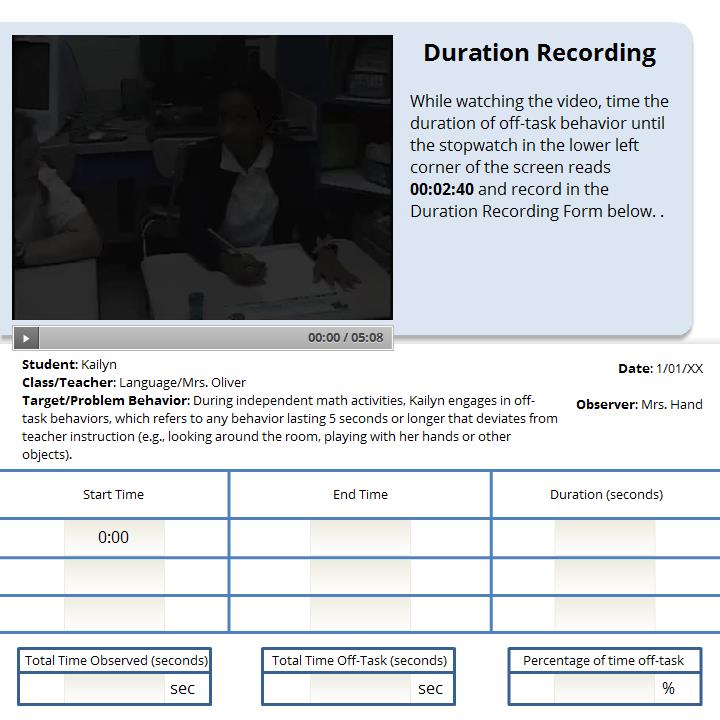 Duration Recording
While watching the video, time the
duration of off-task behavior until
the stopwatch in the lower left
corner of the screen reads
00:02:40 and record in the
Duration Recording Form below. .
00:00 / 05:08
Student: Kailyn
Class/Teacher: Language/Mrs. Oliver
Target/Problem Behavior: During independent math activities, Kailyn engages in off-
task behaviors, which refers to any behavior lasting 5 seconds or longer that deviates from
teacher instruction (e.g., looking around the room, playing with her hands or other
objects).
Date: 1/01/XX
Observer: Mrs. Hand
Start Time End Time Duration (seconds)
0:00
Total Time Observed (seconds) Total Time Off-Task (seconds) Percentage of time off-task
sec sec %